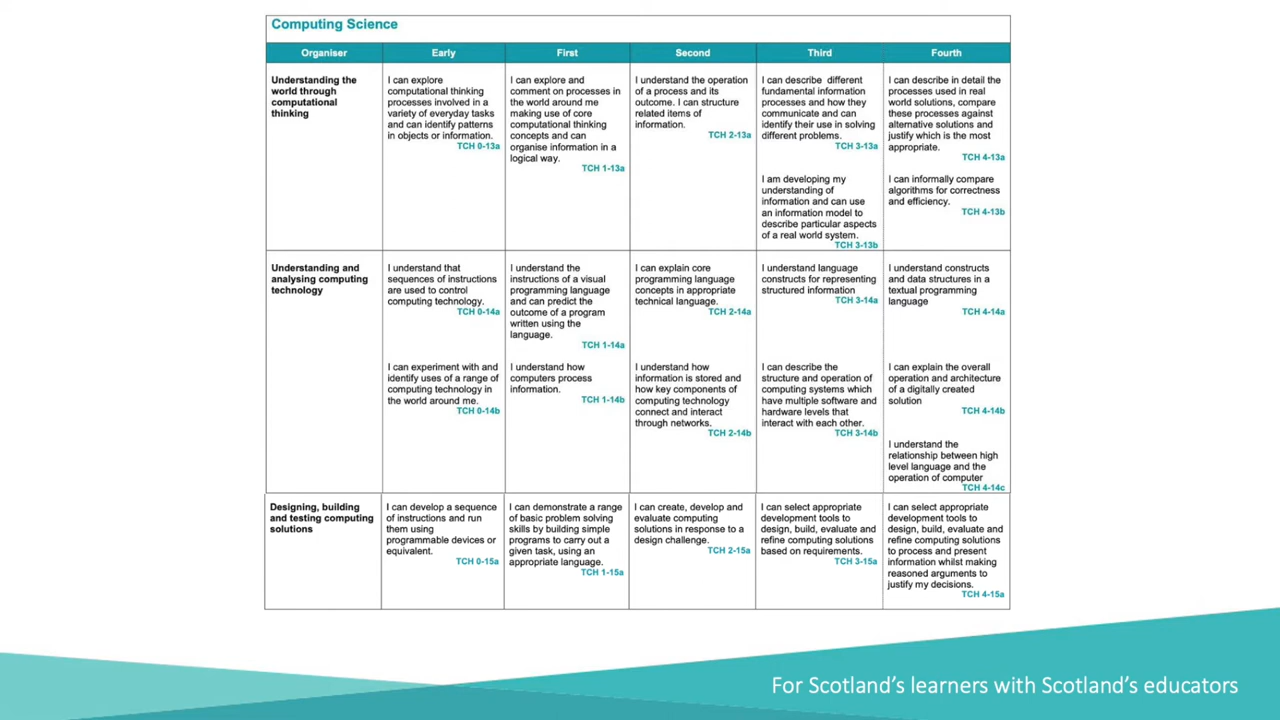 Computing Science
Organiser
Early
First
Second
Third
Fourth
Understanding the
world through
computational
thinking
I can explore
computational thinking
processes involved in a
variety of everyday tasks
and can identify patterns
in objects or information.
TCH 0-13a
I can explore and
comment on processes in
the world around me
making use of core
computational thinking
concepts and can
organise information in a
logical way.
TCH 1-13a
I understand the operation
of a process and its
outcome. I can structure
related items of
information.
TCH 2-13a
I can describe different
fundamental information
processes and how they
communicate and can
identify their use in solving
different problems.
TCH 3-13a
I am developing my
understanding of
information and can use
an information model to
describe particular aspects
of a real world system.
TCH 3-13b
I can describe in detail the
processes used in real
world solutions, compare
these processes against
alternative solutions and
justify which is the most
appropriate.
TCH 4-13a
I can informally compare
algorithms for correctness
and efficiency.
TCH 4-13b
Understanding and
analysing computing
technology
I understand that
sequences of instructions
are used to control
computing technology.
TCH 0-14a
I can experiment with and
identify uses of a range of
computing technology in
the world around me.
TCH 0-14b
I understand the
instructions of a visual
programming language
and can predict the
outcome of a program
written using the
language.
TCH 1-14a
I understand how
computers process
information.
TCH 1-14b
I can explain core
programming language
concepts in appropriate
technical language.
TCH 2-14a
I understand how
information is stored and
how key components of
computing technology
connect and interact
through networks.
TCH 2-14b
I understand language
constructs for representing
structured information
TCH 3-14a
I can describe the
structure and operation of
computing systems which
have multiple software and
hardware levels that
interact with each other.
TCH 3-14b
I understand constructs
and data structures in a
textual programming
language
TCH 4-14a
I can explain the overall
operation and architecture
of a digitally created
solution
TCH 4-14b
I understand the
relationship between high
level language and the
operation of computer
TCH 4-14c
Designing, building
and testing computing
solutions
I can develop a sequence
of instructions and run
them using
programmable devices or
equivalent.
TCH 0-15a
I can demonstrate a range
of basic problem solving
skills by building simple
programs to carry out a
given task, using an
appropriate language.
TCH 1-15a
I can create, develop and
evaluate computing
solutions in response to a
design challenge.
TCH 2-15a
I can select appropriate
development tools to
design, build, evaluate and
refine computing solutions
based on requirements.
TCH 3-15a
I can select appropriate
development tools to
design, build, evaluate and
refine computing solutions
to process and present
information whilst making
reasoned arguments to
justify my decisions.
TCH 4-15a
For Scotland's learners with Scotland's educators